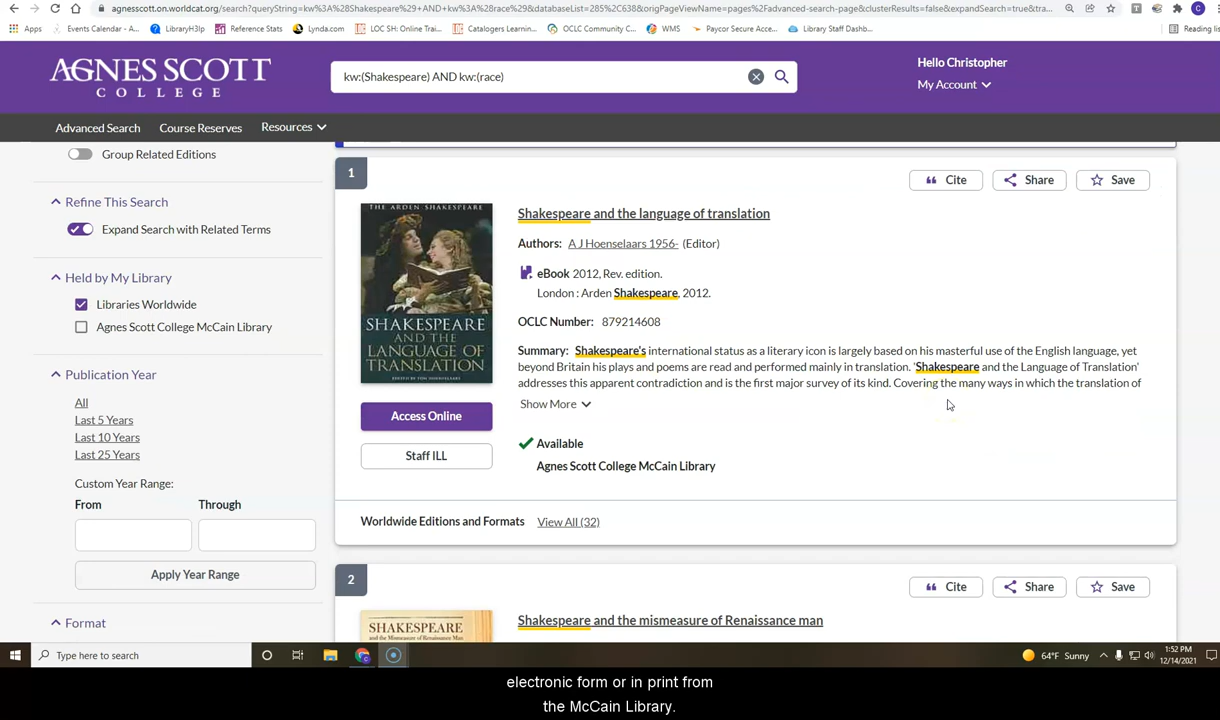 agnesscott.on.worldcat.org/search?queryString=kw%3A%28Shakespeare%29+AND+kw%3A%28race%29&databaseList=285%2C638&origPageViewName=pages%2Fadvanced-search-page&clusterResults=false&expandSearch=true&tra...
Apps
Events Calendar - A...
LibraryH3lp
Reference Stats
Lynda.com
LOC SH: Online Trai...
Catalogers Learnin...
OCLC Community C...
WMS
Paycor Secure Acce...
Library Staff Dashb...
Reading lis
AGNES SCOTT
COLLEGE
kw:(Shakespeare) AND kw:(race)
Hello Christopher
My Account
Advanced Search
Course Reserves
Resources
Group Related Editions
Refine This Search
Expand Search with Related Terms
Held by My Library
Libraries Worldwide
Agnes Scott College McCain Library
Publication Year
All
Last 5 Years
Last 10 Years
Last 25 Years
Custom Year Range:
From Through
Apply Year Range
Format
1
Cite
Share
Save
THE ARDEN SHAKESPEARE
SHAKESPEARE
AND THE
LANGUAGE OF
TRANSLATION
Shakespeare and the language of translation
Authors: A J Hoenselaars 1956- (Editor)
eBook 2012, Rev. edition.
London : Arden Shakespeare, 2012.
OCLC Number: 879214608
Summary: Shakespeare's international status as a literary icon is largely based on his masterful use of the English language, yet
beyond Britain his plays and poems are read and performed mainly in translation. 'Shakespeare and the Language of Translation'
addresses this apparent contradiction and is the first major survey of its kind. Covering the many ways in which the translation of
Show More
Access Online
Staff ILL
Available
Agnes Scott College McCain Library
Worldwide Editions and Formats View All (32)
2
Cite
Share
Save
SHAKESPEARE
and the Mismeasure of Renaissance Man
Shakespeare and the mismeasure of Renaissance man
Type here to search
64°F Sunny
1:52 PM
12/14/2021
electronic form or in print from
the McCain Library.